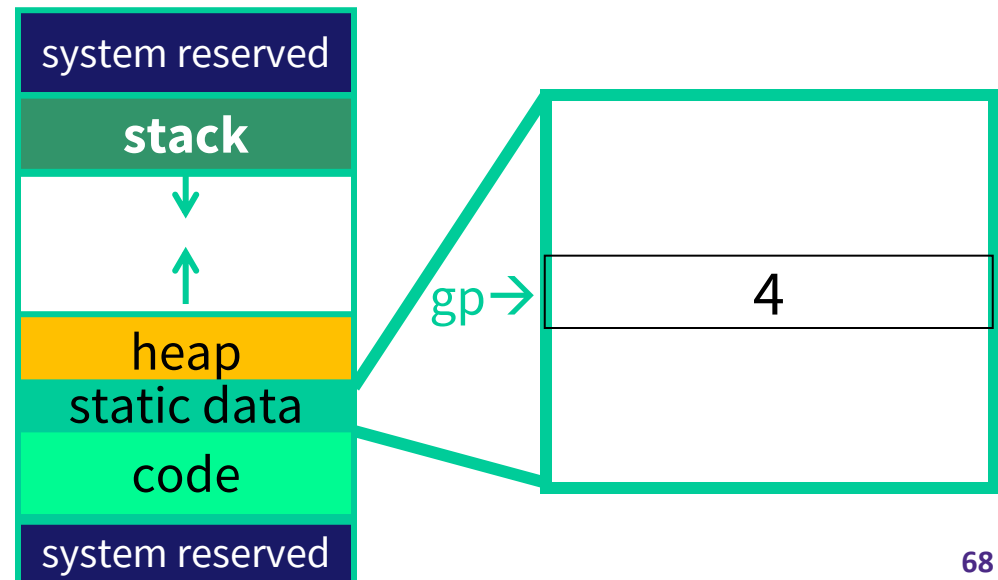 system reserved
stack
gp→
4
heap
static data
code
system reserved
68